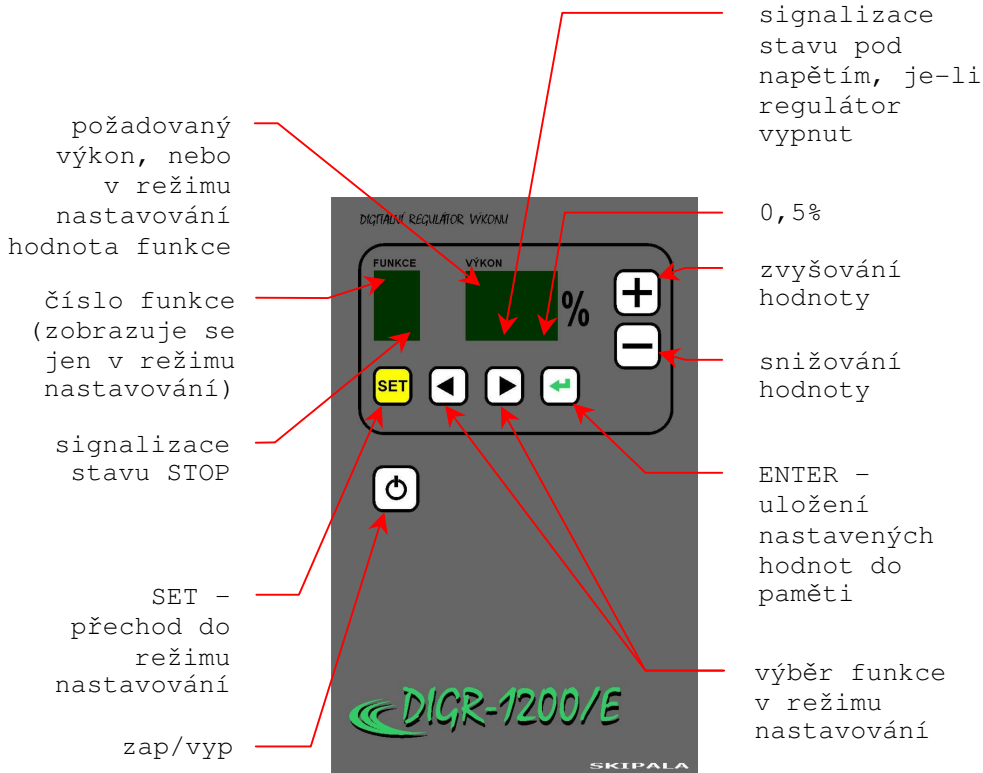 signalizace
stavu pod
napětím, je-li
regulátor
vypnut
požadovaný
výkon, nebo
v režimu
nastavování
hodnota funkce
0,5%
zvyšování
hodnoty
číslo funkce
(zobrazuje se
jen v režimu
nastavování)
snižování
hodnoty
signalizace
stavu STOP
ENTER –
uložení
nastavených
hodnot do
paměti
SET –
přechod do
režimu
nastavování
výběr funkce
v režimu
nastavování
zap/vyp
DIGITALNÍ REGULÁTOR VÝKONU
FUNKCE
VÝKON
%
SET
DIGR-1200/E
SKIPALA